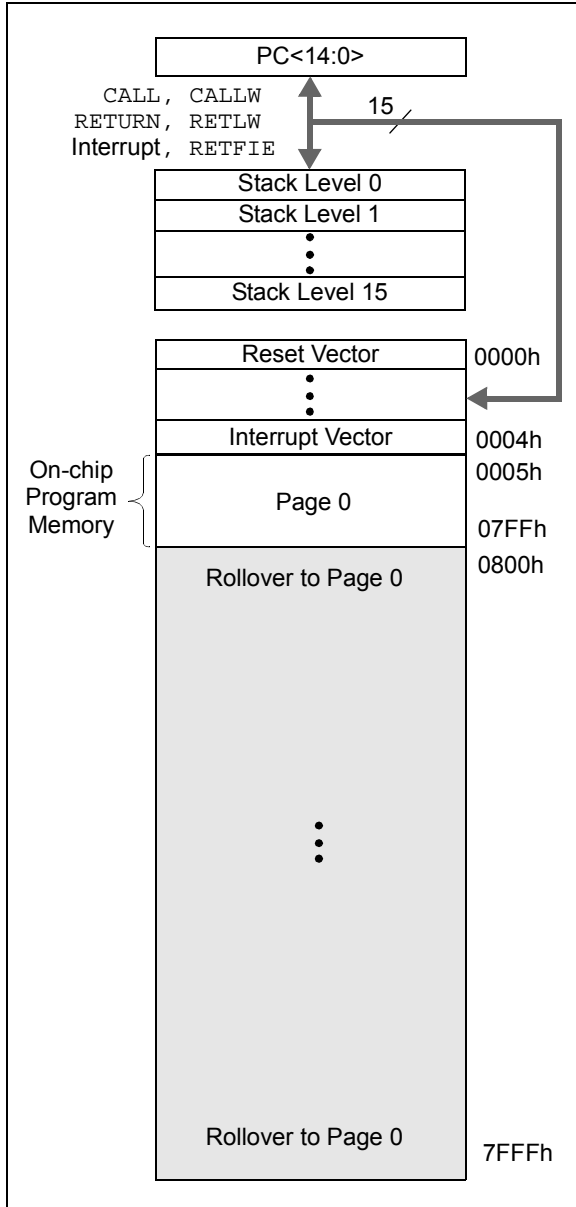 PC<14:0>
CALL, CALLW
RETURN, RETLW
Interrupt, RETFIE
15
Stack Level 0
Stack Level 1
Stack Level 15
Reset Vector
0000h
Interrupt Vector
0004h
On-chip
Program
Memory
Page 0
0005h
07FFh
Rollover to Page 0
0800h
Rollover to Page 0
7FFFh